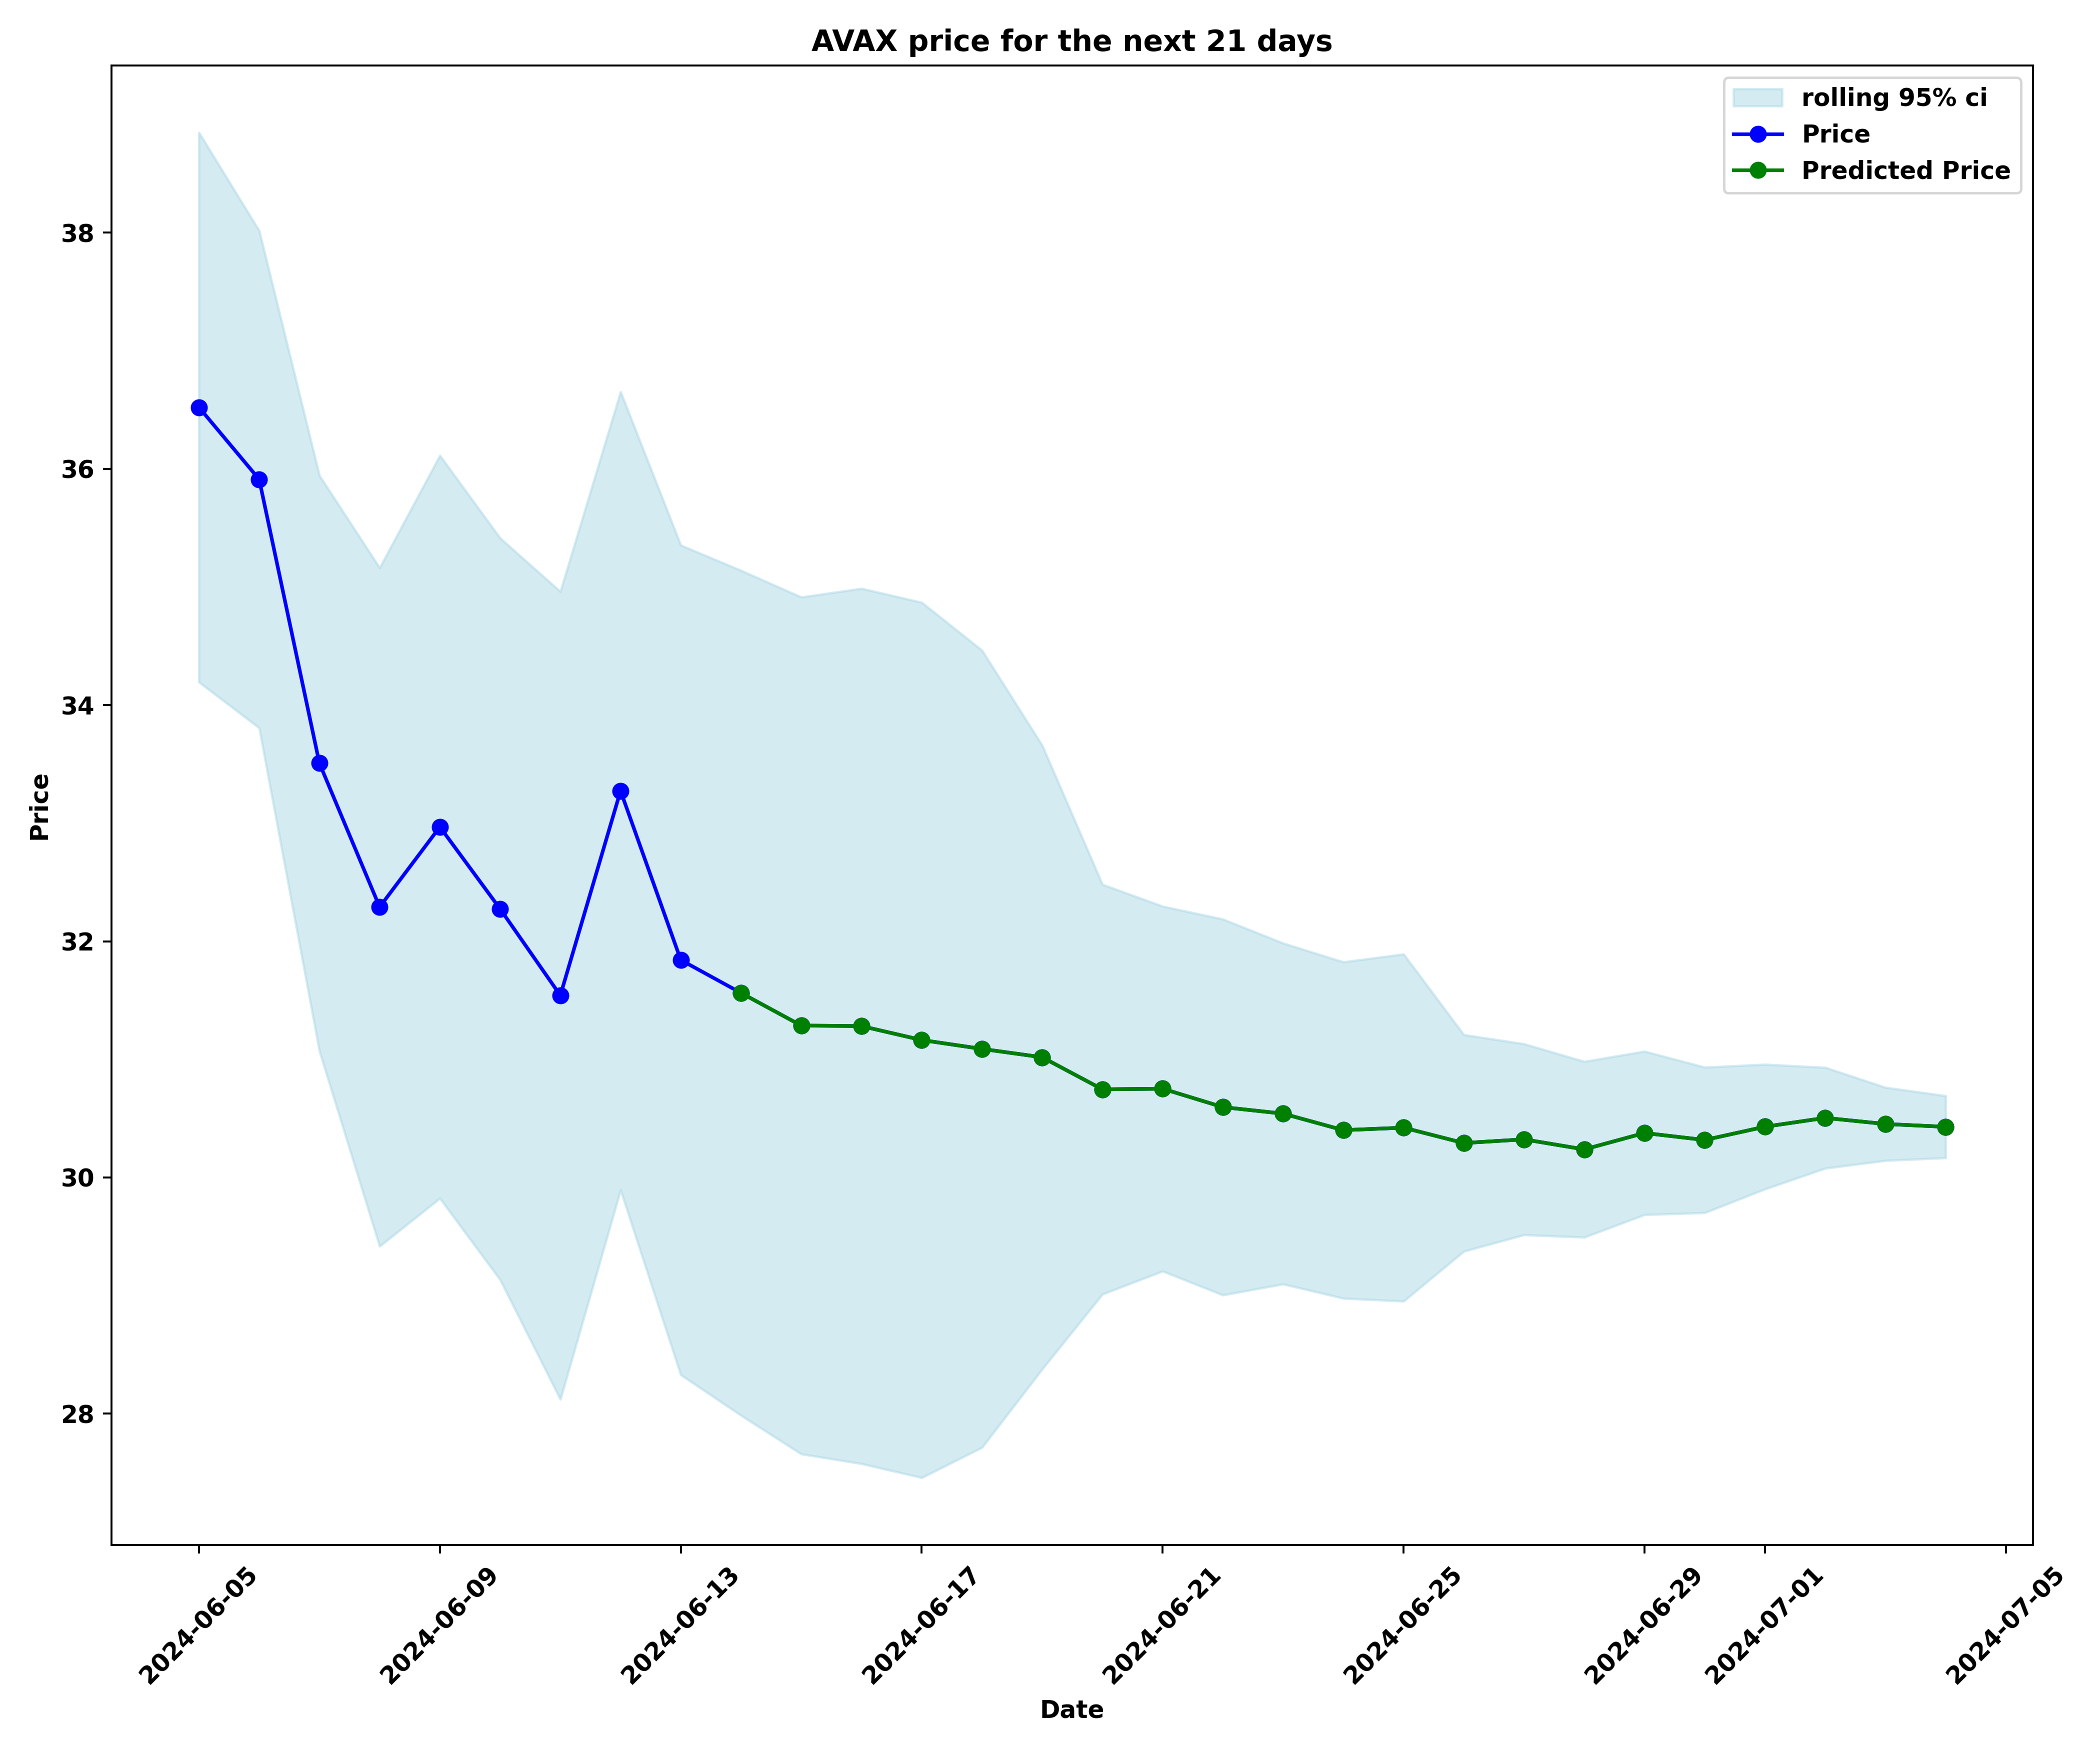 AVAX price for the next 21 days
rolling 95% ci
Price
Predicted Price
38
36
34
32
30
28
Price
2024-06-05
2024-06-09
2024-06-13
2024-06-17
2024-06-21
2024-06-25
2024-06-29
2024-07-01
2024-07-05
Date